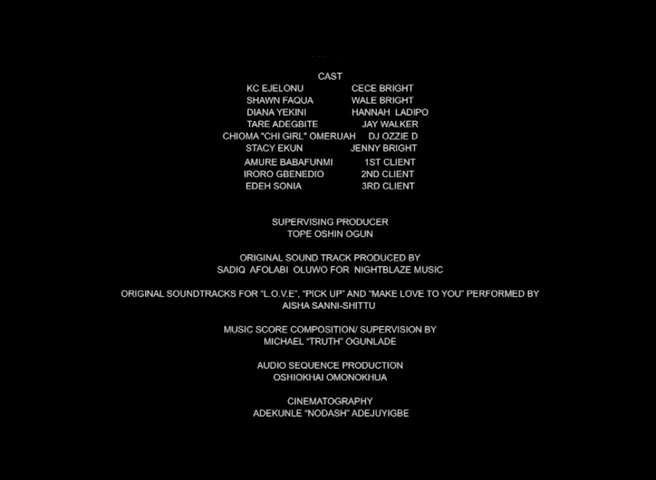 CAST
KC EJELONU CECE BRIGHT
SHAWN FAQUA WALE BRIGHT
DIANA YEKINI HANNAH LADIPO
TARE ADEGBITE JAY WALKER
CHIOMA "CHI GIRL" OMERUAH DJ OZZIE D
STACY EKUN JENNY BRIGHT
AMURE BABAFUNMI 1ST CLIENT
IRORO GBENEDIO 2ND CLIENT
EDEH SONIA 3RD CLIENT
SUPERVISING PRODUCER
TOPE OSHIN OGUN
ORIGINAL SOUND TRACK PRODUCED BY
SADIQ AFOLABI OLUWO FOR NIGHTBLAZE MUSIC
ORIGINAL SOUNDTRACKS FOR “L.O.V.E”, “PICK UP” AND “MAKE LOVE TO YOU” PERFORMED BY
AISHA SANNI-SHITTU
MUSIC SCORE COMPOSITION/ SUPERVISION BY
MICHAEL “TRUTH” OGUNLADE
AUDIO SEQUENCE PRODUCTION
OSHIOKHAI OMONOKHUA
CINEMATOGRAPHY
ADEKUNLE “NODASH” ADEJUYIGBE